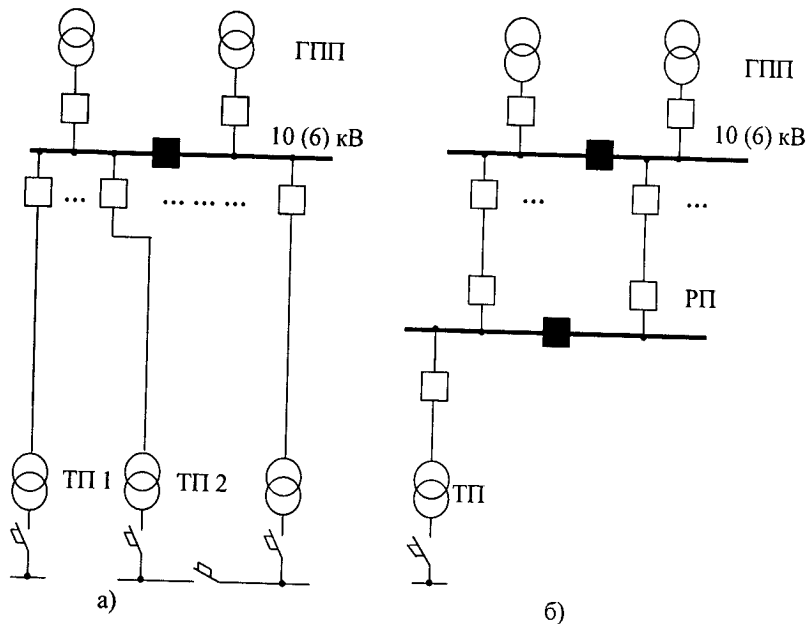 ГПП
10 (6) кВ
... ... ... ...
ТП 1
ТП 2
а)
ГПП
10 (6) кВ
... ...
РП
ТП
б)